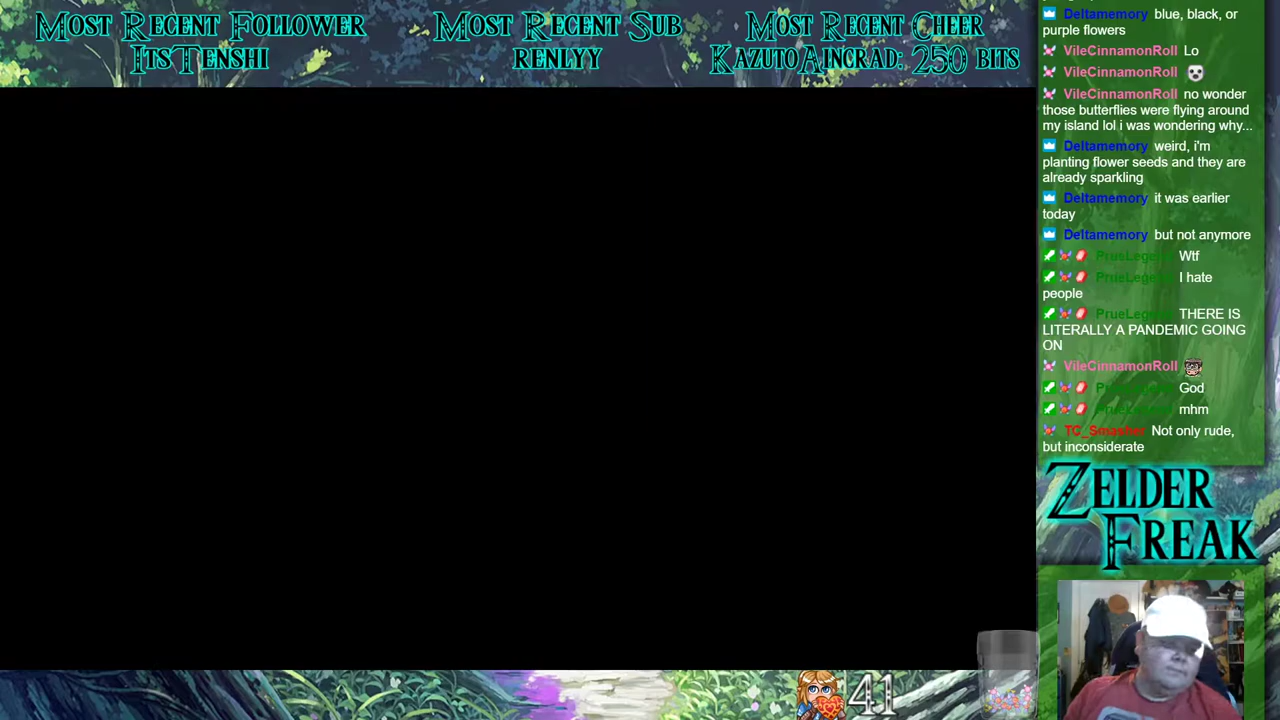 Most Recent Follower
ItsTenshi
Most Recent Sub
renlyy
Most Recent Cheer
KazutoAincrad: 250 bits
Deltamemory blue, black, or
purple flowers
VileCinnamonRoll Lo
VileCinnamonRoll
VileCinnamonRoll no wonder
those butterflies were flying around
my island lol i was wondering why...
Deltamemory weird, i'm
planting flower seeds and they are
already sparkling
Deltamemory it was earlier
today
Deltamemory but not anymore
Wtf
I hate
people
THERE IS
LITERALLY A PANDEMIC GOING
ON
VileCinnamonRoll
God
mhm
TC_Smasher Not only rude,
but inconsiderate
Zelder
Freak
41